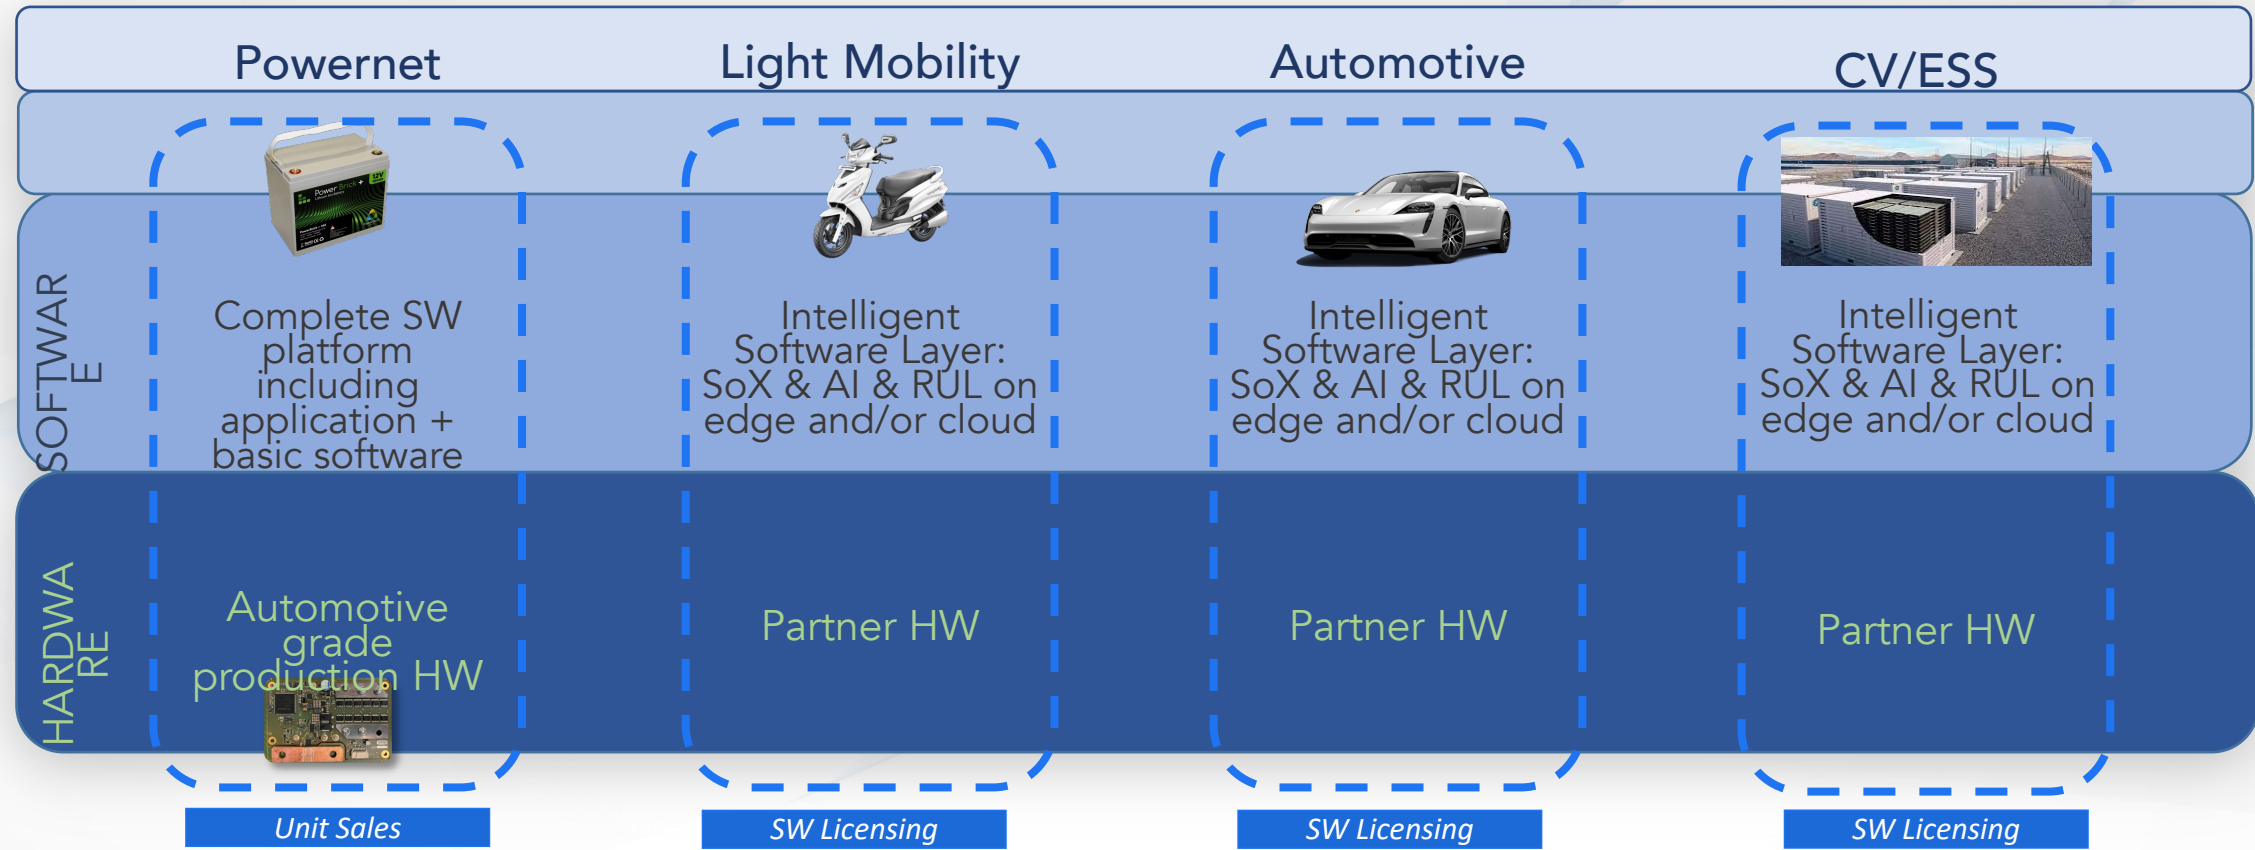 Powernet
Light Mobility
Automotive
CV/ESS
Power Brick +
12V
SOFTWAR
E
Complete SW
platform
including
application +
basic software
Intelligent
Software Layer:
SoX & AI & RUL on
edge and/or cloud
Intelligent
Software Layer:
SoX & AI & RUL on
edge and/or cloud
Intelligent
Software Layer:
SoX & AI & RUL on
edge and/or cloud
HARDWA
RE
Automotive
grade
production HW
Partner HW
Partner HW
Partner HW
Unit Sales
SW Licensing
SW Licensing
SW Licensing